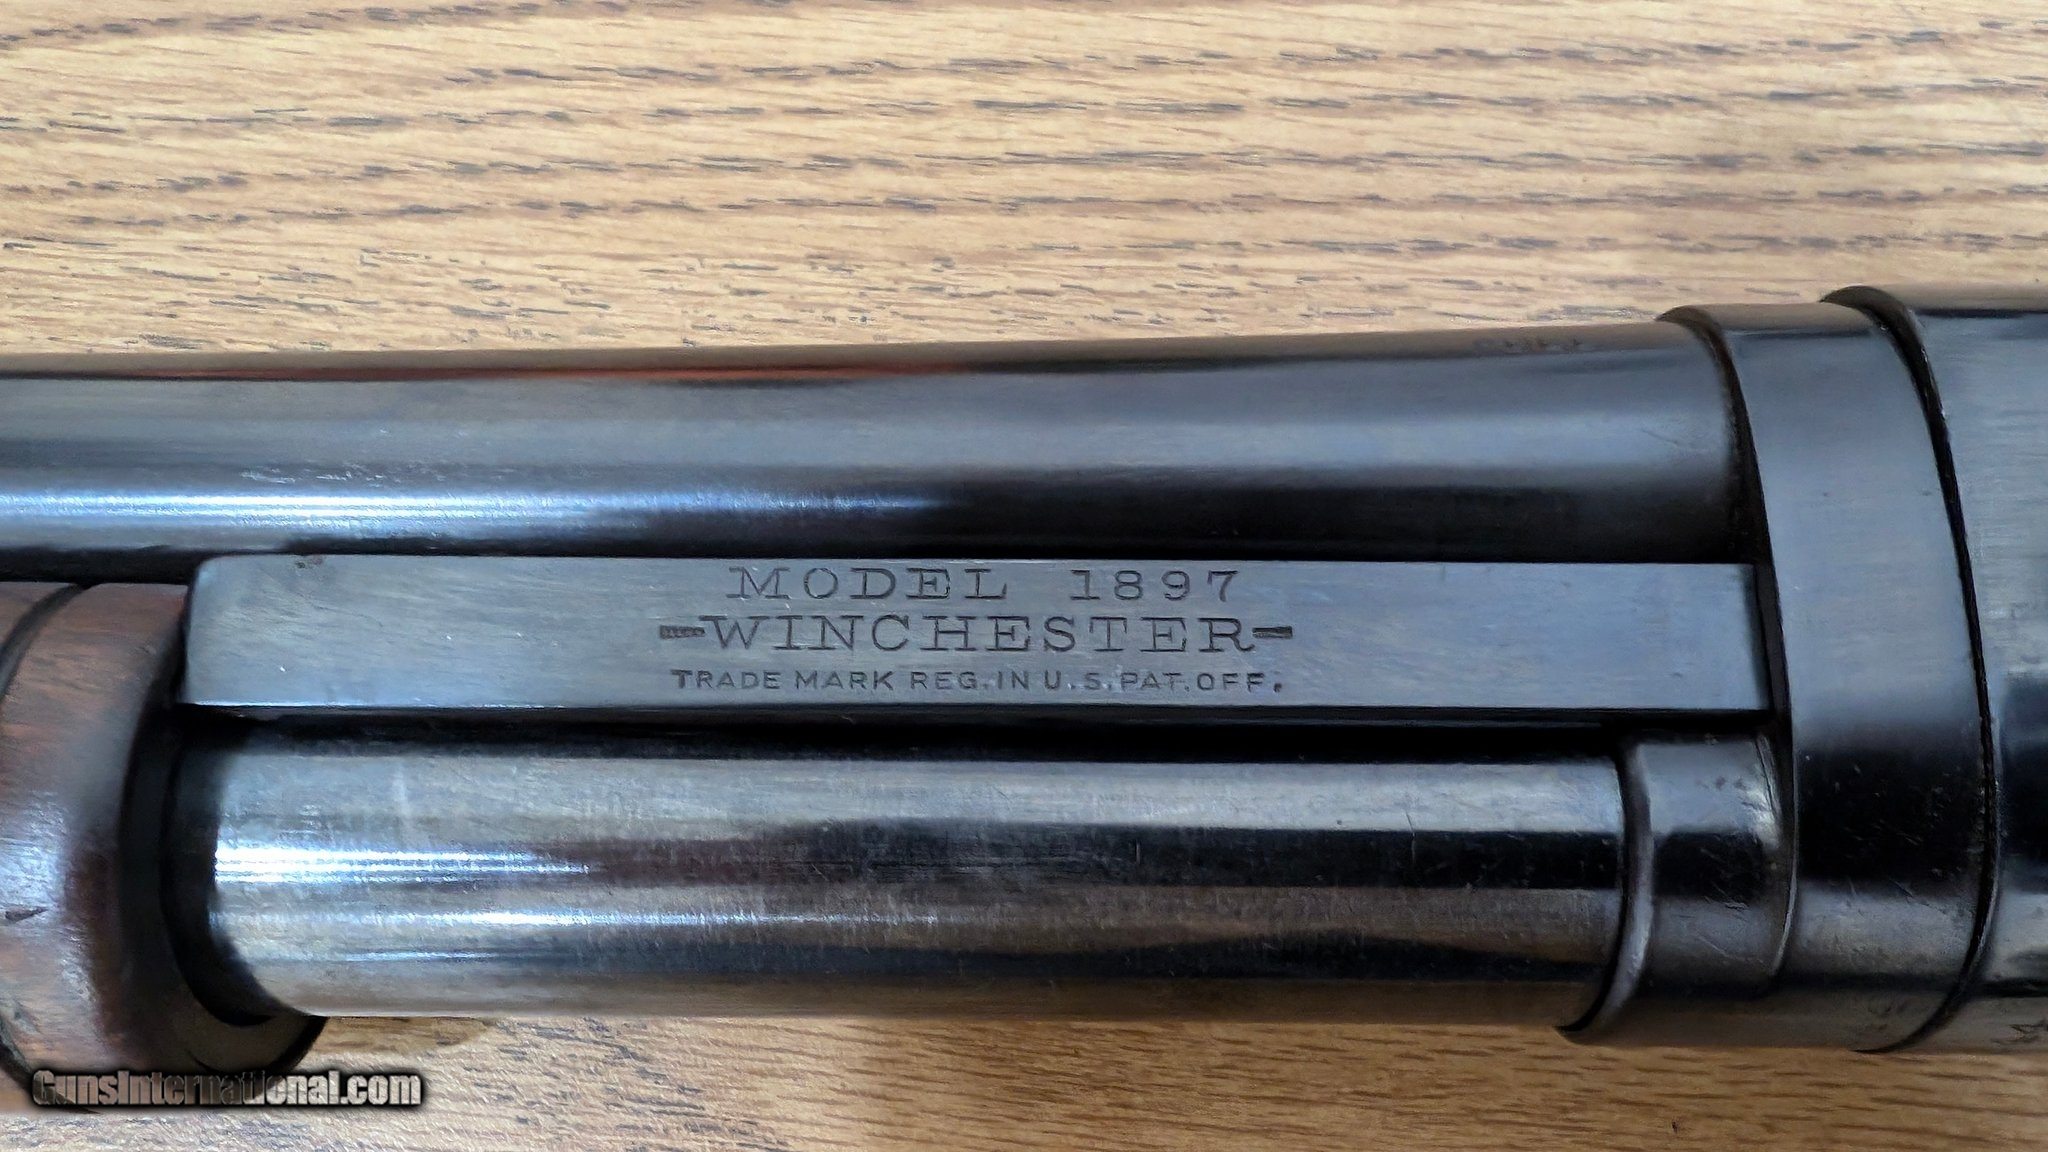 MODEL 1897
-WINCHESTER-
TRADE MARK REG. IN U.S. PAT. OFF.
GunsInternational.com